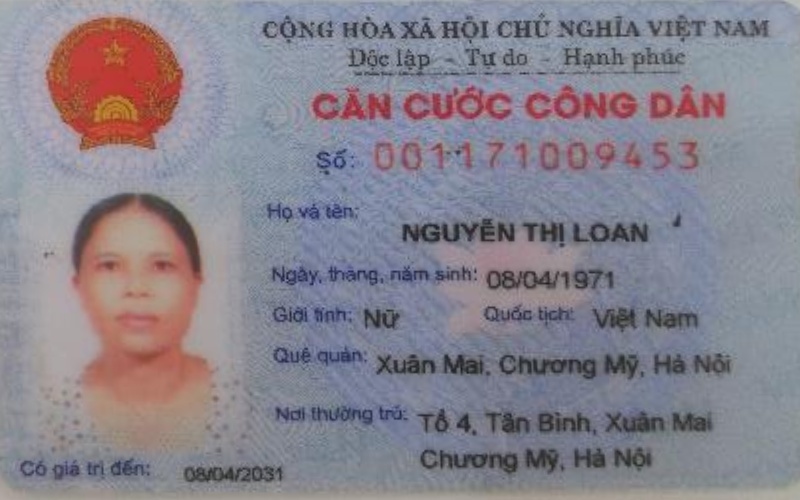 CỘNG HÒA XÃ HỘI CHỦ NGHĨA VIỆT NAM
Độc lập - Tự do - Hạnh phúc
CĂN CƯỚC CÔNG DÂN
Số: 001171009453
Họ và tên:
NGUYỄN THỊ LOAN
Ngày, tháng, năm sinh: 08/04/1971
Giới tính: Nữ Quốc tịch: Việt Nam
Quê quán: Xuân Mai, Chương Mỹ, Hà Nội
Nơi thường trú: Tổ 4, Tân Bình, Xuân Mai
Chương Mỹ, Hà Nội
Có giá trị đến: 08/04/2031